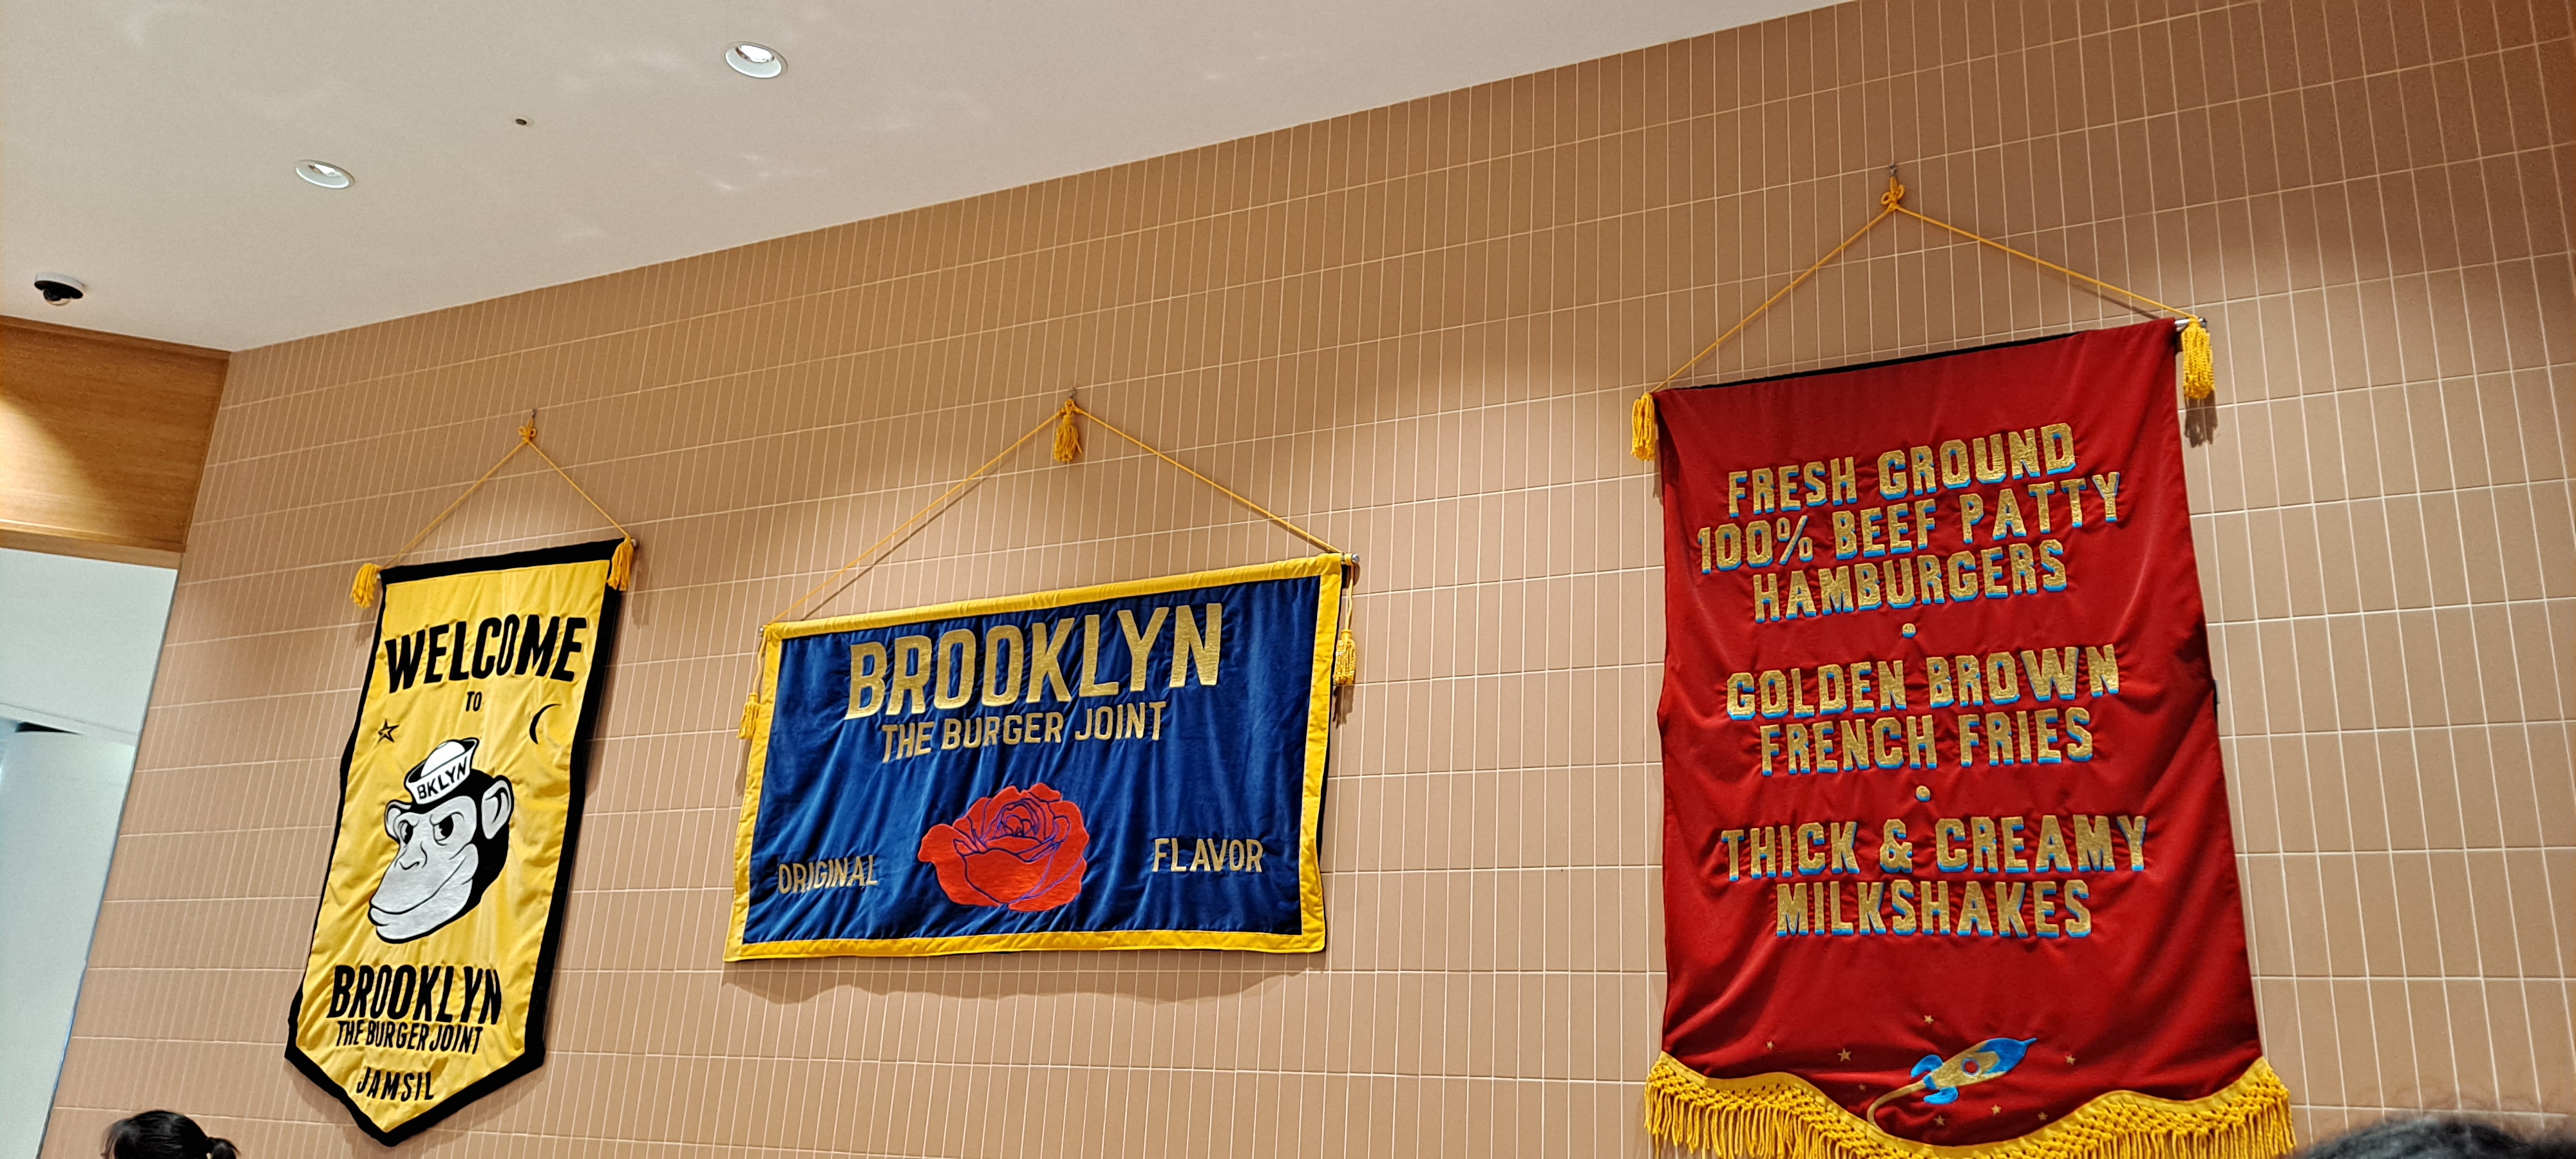 WELCOME
TO
BKLYN
BROOKLYN
THE BURGER JOINT
JAMSIL
BROOKLYN
THE BURGER JOINT
ORIGINAL FLAVOR
FRESH GROUND
100% BEEF PATTY
HAMBURGERS
GOLDEN BROWN
FRENCH FRIES
THICK & CREAMY
MILKSHAKES